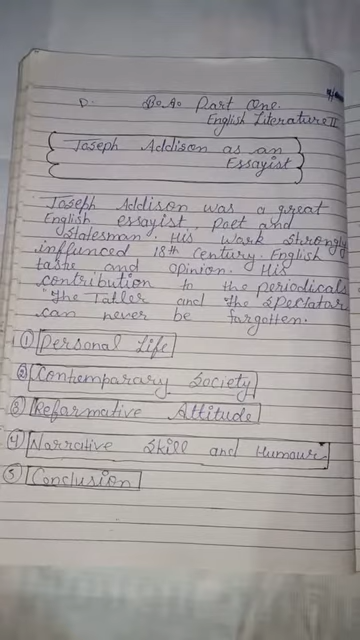 B.A. Part One.
English Literature II
Joseph Addison as an
Essayist
Joseph Addison was a great
English essayist, Poet and
Statesman. His work strongly
influnced 18th Century. English
taste and opinion. His
contribution to the periodicals
"The Tatler and the Spectator
can never be forgotten.
① Personal Life
② Contemparary Society
③ Reformative Attitude
④ Narrative Skill and Humour.
⑤ Conclusion